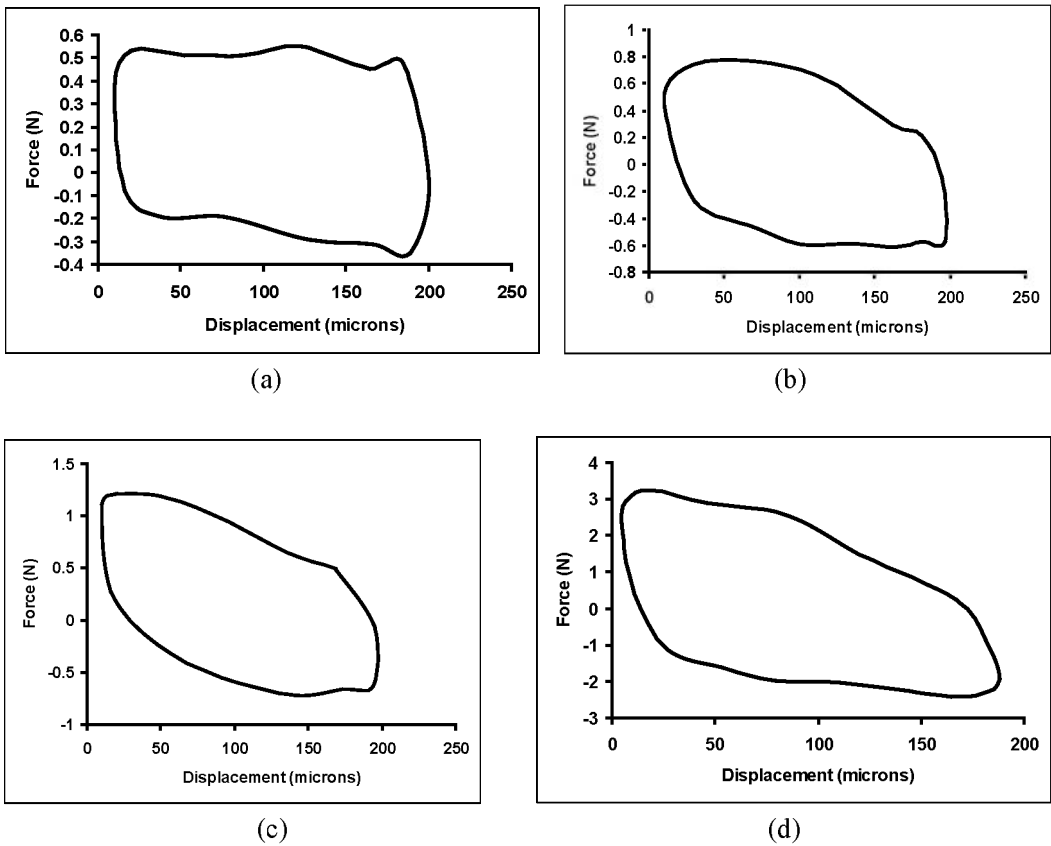 0.6
0.5
0.4
0.3
0.2
0.1
0
-0.1
-0.2
-0.3
-0.4
Force (N)
0 50 100 150 200 250
Displacement (microns)
(a)
1
0.8
0.6
0.4
0.2
0
-0.2
-0.4
-0.6
-0.8
Force (N)
0 50 100 150 200 250
Displacement (microns)
(b)
1.5
1
0.5
0
-0.5
-1
Force (N)
0 50 100 150 200 250
Displacement (microns)
(c)
4
3
2
1
0
-1
-2
-3
Force (N)
0 50 100 150 200
Displacement (microns)
(d)